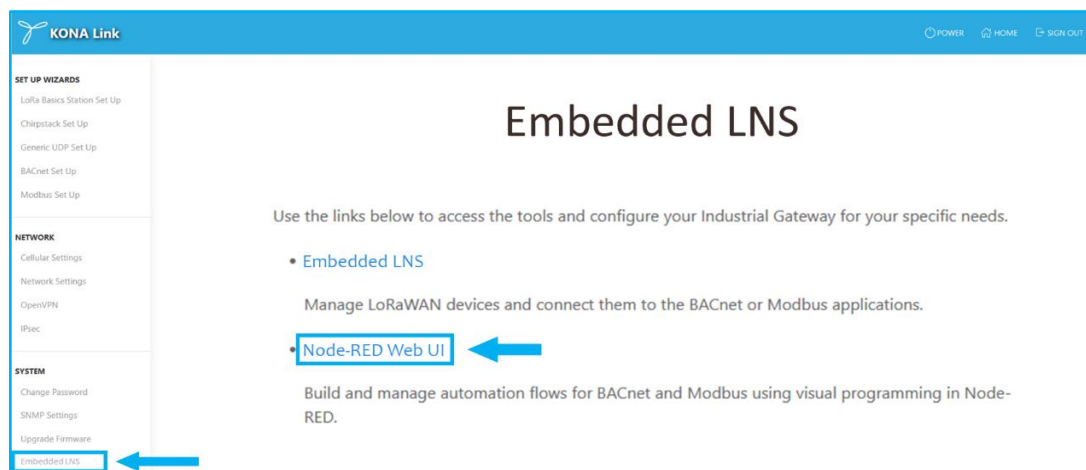 KONA Link
POWER HOME SIGN OUT
SET UP WIZARDS
LoRa Basics Station Set Up
Chirpstack Set Up
Generic UDP Set Up
BACnet Set Up
Modbus Set Up
NETWORK
Cellular Settings
Network Settings
OpenVPN
IPsec
SYSTEM
Change Password
SNMP Settings
Upgrade Firmware
Embedded LNS
Embedded LNS
Use the links below to access the tools and configure your Industrial Gateway for your specific needs.
• Embedded LNS
Manage LoRaWAN devices and connect them to the BACnet or Modbus applications.
• Node-RED Web UI
Build and manage automation flows for BACnet and Modbus using visual programming in Node-
RED.